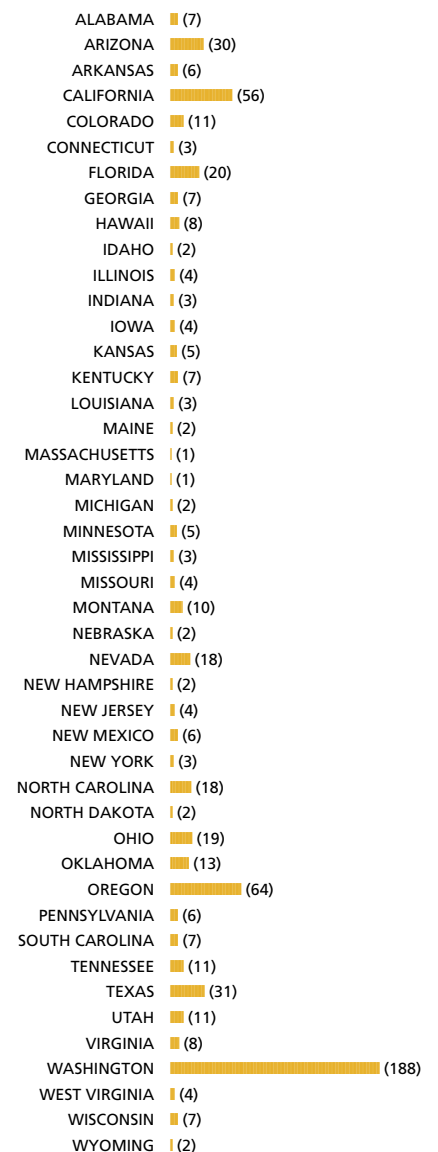 ALABAMA (7)
ARIZONA (30)
ARKANSAS (6)
CALIFORNIA (56)
COLORADO (11)
CONNECTICUT (3)
FLORIDA (20)
GEORGIA (7)
HAWAII (8)
IDAHO (2)
ILLINOIS (4)
INDIANA (3)
IOWA (4)
KANSAS (5)
KENTUCKY (7)
LOUISIANA (3)
MAINE (2)
MASSACHUSETTS (1)
MARYLAND (1)
MICHIGAN (2)
MINNESOTA (5)
MISSISSIPPI (3)
MISSOURI (4)
MONTANA (10)
NEBRASKA (2)
NEVADA (18)
NEW HAMPSHIRE (2)
NEW JERSEY (4)
NEW MEXICO (6)
NEW YORK (3)
NORTH CAROLINA (18)
NORTH DAKOTA (2)
OHIO (19)
OKLAHOMA (13)
OREGON (64)
PENNSYLVANIA (6)
SOUTH CAROLINA (7)
TENNESSEE (11)
TEXAS (31)
UTAH (11)
VIRGINIA (8)
WASHINGTON (188)
WEST VIRGINIA (4)
WISCONSIN (7)
WYOMING (2)